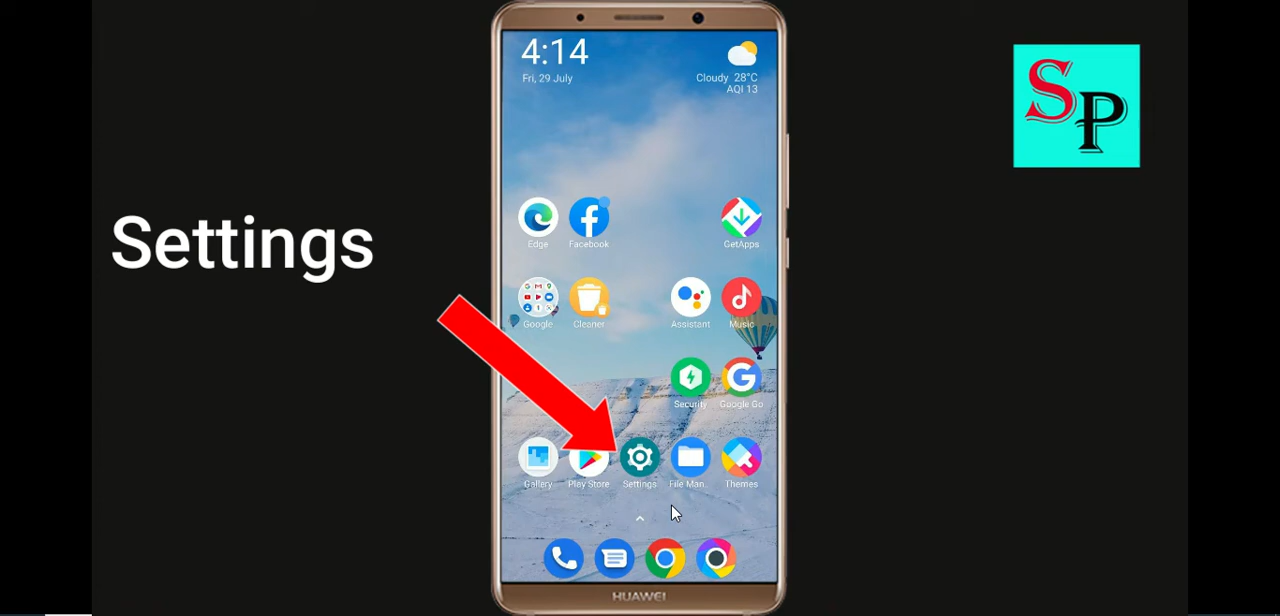 4:14
Fri, 29 July
Cloudy 28°C
AQI 13
SP
Settings
Edge
Facebook
GetApps
Google
Cleaner
Assistant
Music
Security
Google Go
Gallery
Play Store
Settings
File Man..
Themes
HUAWEI